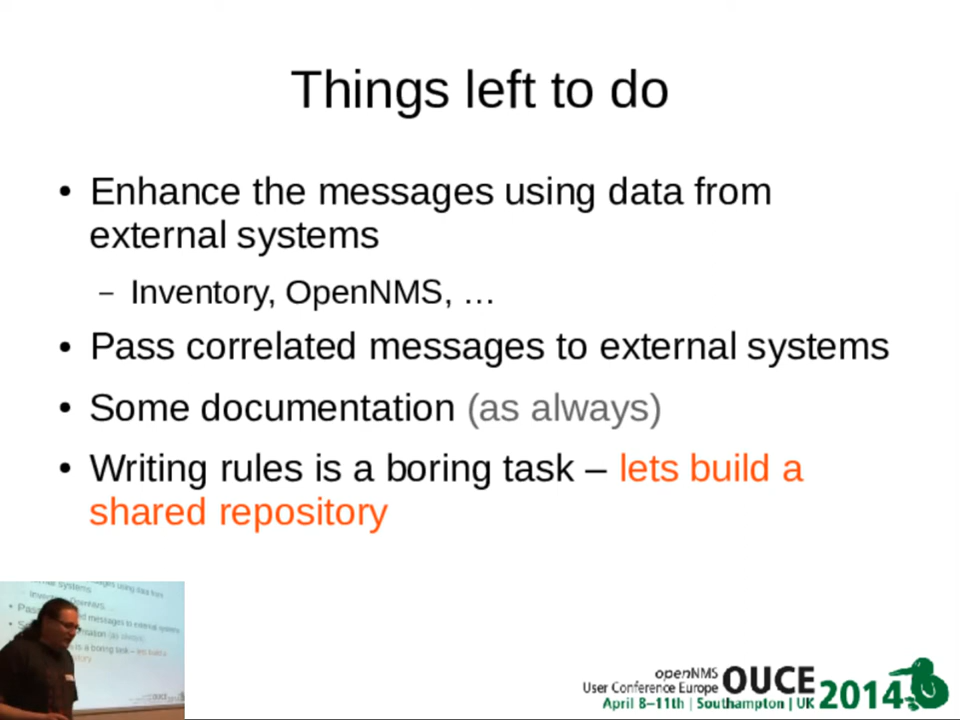 Things left to do
• Enhance the messages using data from
external systems
– Inventory, OpenNMS, …
• Pass correlated messages to external systems
• Some documentation (as always)
• Writing rules is a boring task – lets build a
shared repository
openNMS
User Conference Europe OUCE 2014
April 8–11th | Southampton | UK